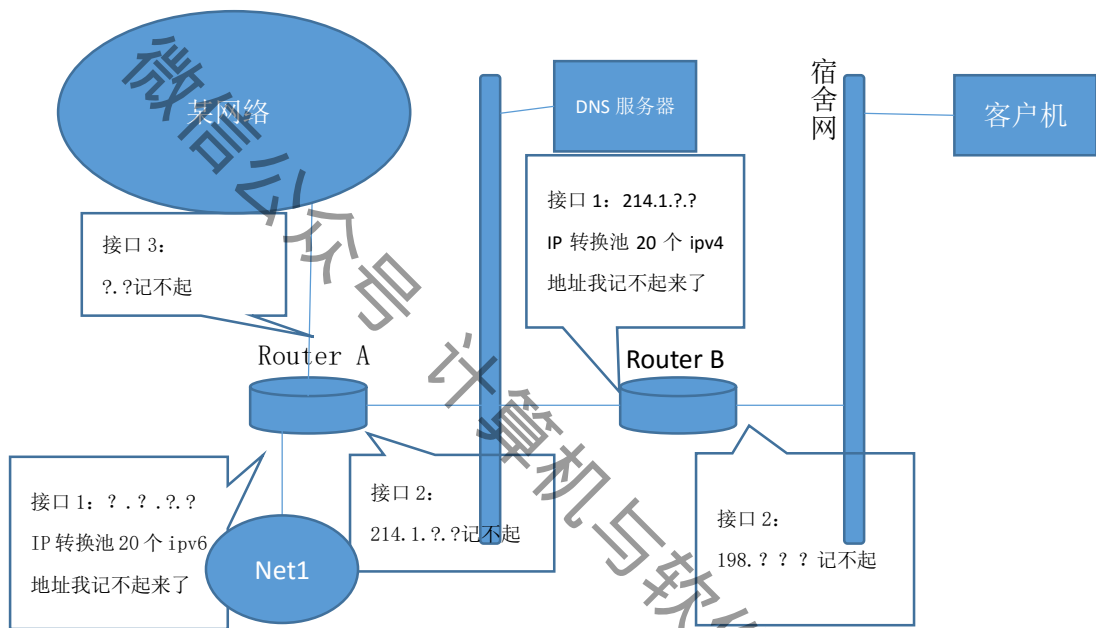 某网络
DNS 服务器
宿舍网
客户机
接口 1：214.1.?.?
IP 转换池 20 个 ipv4
地址我记不起来了
接口 3：
?.?记不起
Router A
Router B
接口 1：？.？.?.?
IP 转换池 20 个 ipv6
地址我记不起来了
Net1
接口 2：
214.1.?.?记不起
接口 2：
198.？？？记不起
微信公众号 计算机与软